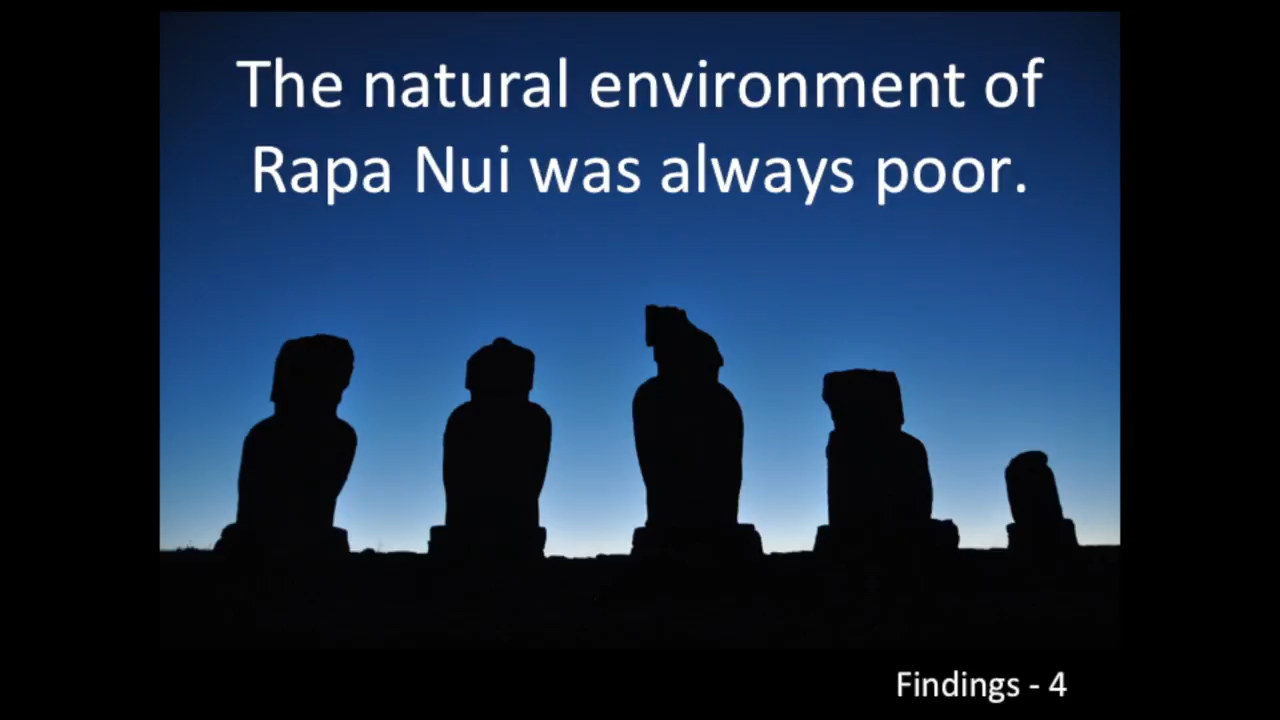 The natural environment of
Rapa Nui was always poor.
Findings - 4